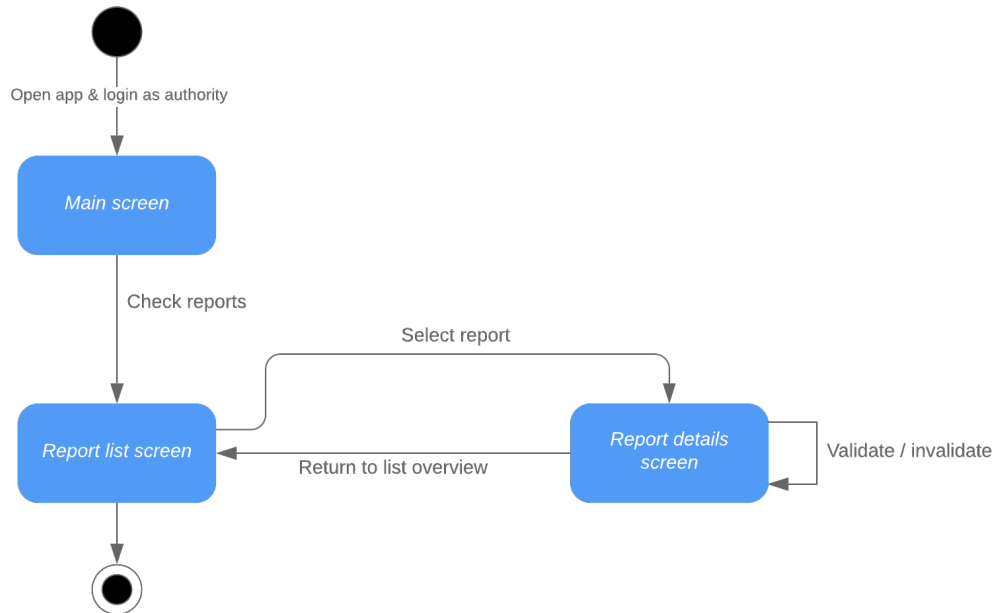 Open app & login as authority
Main screen
Check reports
Select report
Report list screen
Report details
screen
Validate / invalidate
Return to list overview